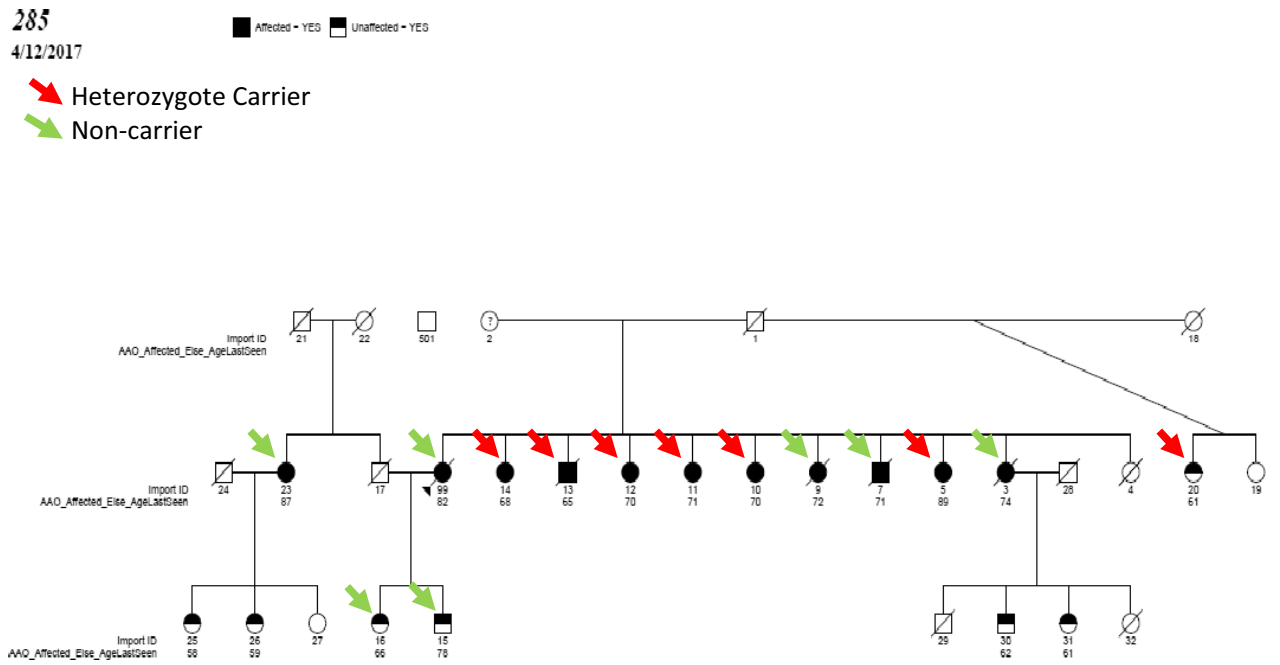 285
4/12/2017
Affected = YES Unaffected = YES
Heterozygote Carrier
Non-carrier
?
Import ID 21 22 501 2 1 18
AAO_Affected_Else_AgeLastSeen
Import ID 24 23 17 99 14 13 12 11 10 9 7 5 3 28 4 20 19
AAO_Affected_Else_AgeLastSeen 87 82 68 65 70 71 70 72 71 89 74 61
Import ID 25 26 27 16 15 29 30 31 32
AAO_Affected_Else_AgeLastSeen 58 59 66 78 62 61